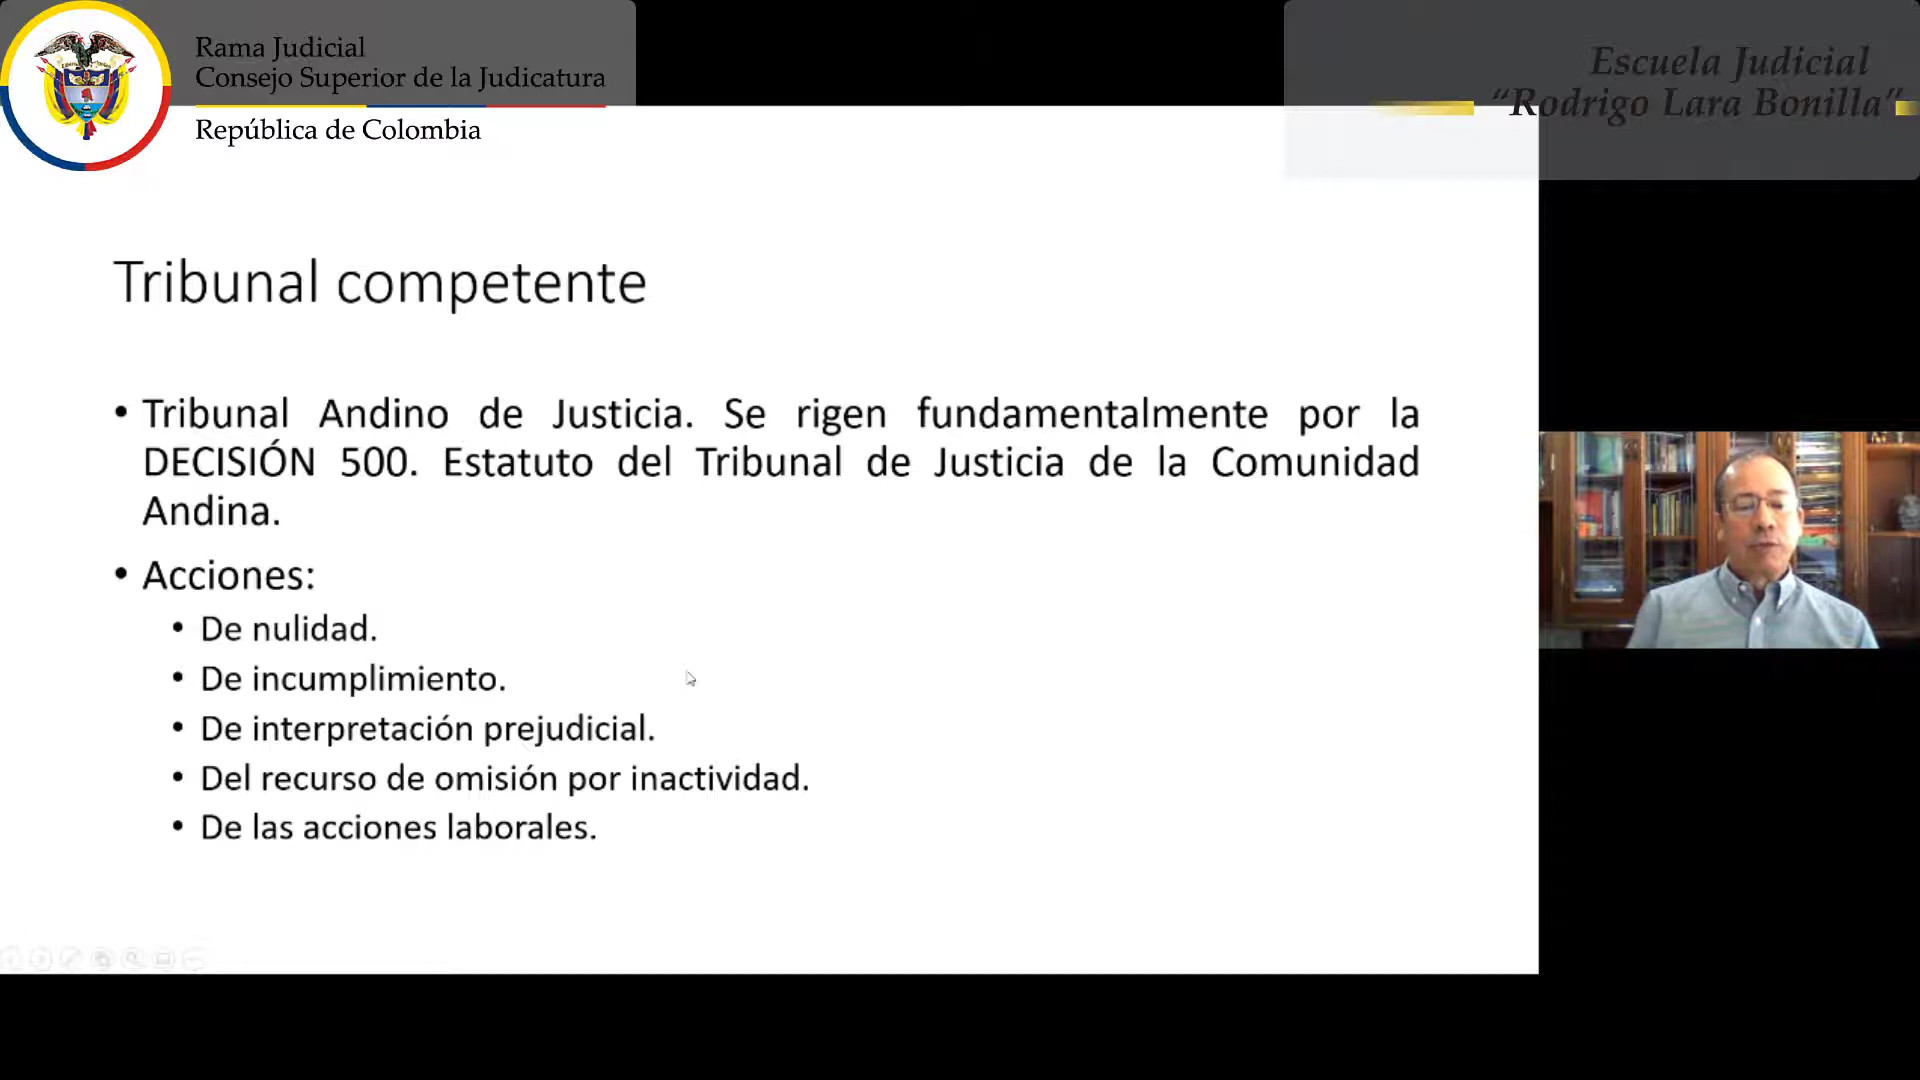 Rama Judicial
Consejo Superior de la Judicatura
República de Colombia
Escuela Judicial
“Rodrigo Lara Bonilla”
Tribunal competente
• Tribunal Andino de Justicia. Se rigen fundamentalmente por la
DECISIÓN 500. Estatuto del Tribunal de Justicia de la Comunidad
Andina.
• Acciones:
• De nulidad.
• De incumplimiento.
• De interpretación prejudicial.
• Del recurso de omisión por inactividad.
• De las acciones laborales.